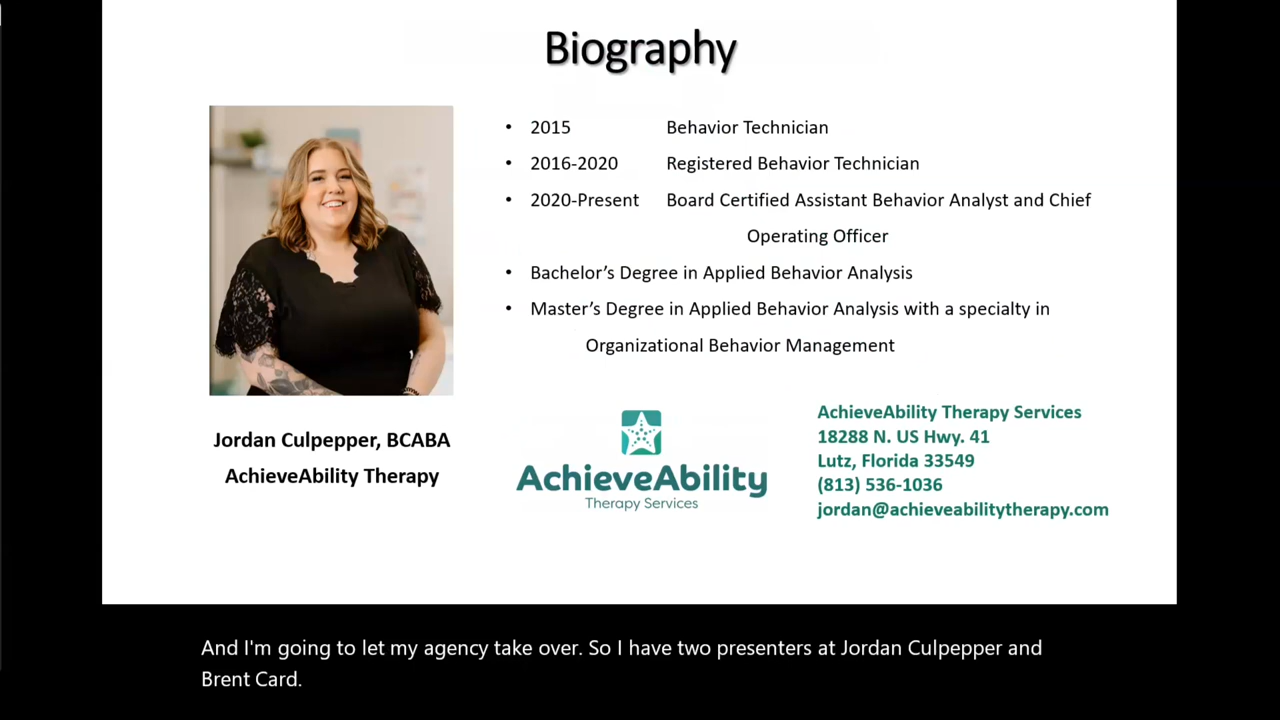 Biography
• 2015 Behavior Technician
• 2016-2020 Registered Behavior Technician
• 2020-Present Board Certified Assistant Behavior Analyst and Chief
Operating Officer
• Bachelor's Degree in Applied Behavior Analysis
• Master's Degree in Applied Behavior Analysis with a specialty in
Organizational Behavior Management
Jordan Culpepper, BCABA
AchieveAbility Therapy
AchieveAbility
Therapy Services
AchieveAbility Therapy Services
18288 N. US Hwy. 41
Lutz, Florida 33549
(813) 536-1036
jordan@achieveabilitytherapy.com
And I'm going to let my agency take over. So I have two presenters at Jordan Culpepper and
Brent Card.